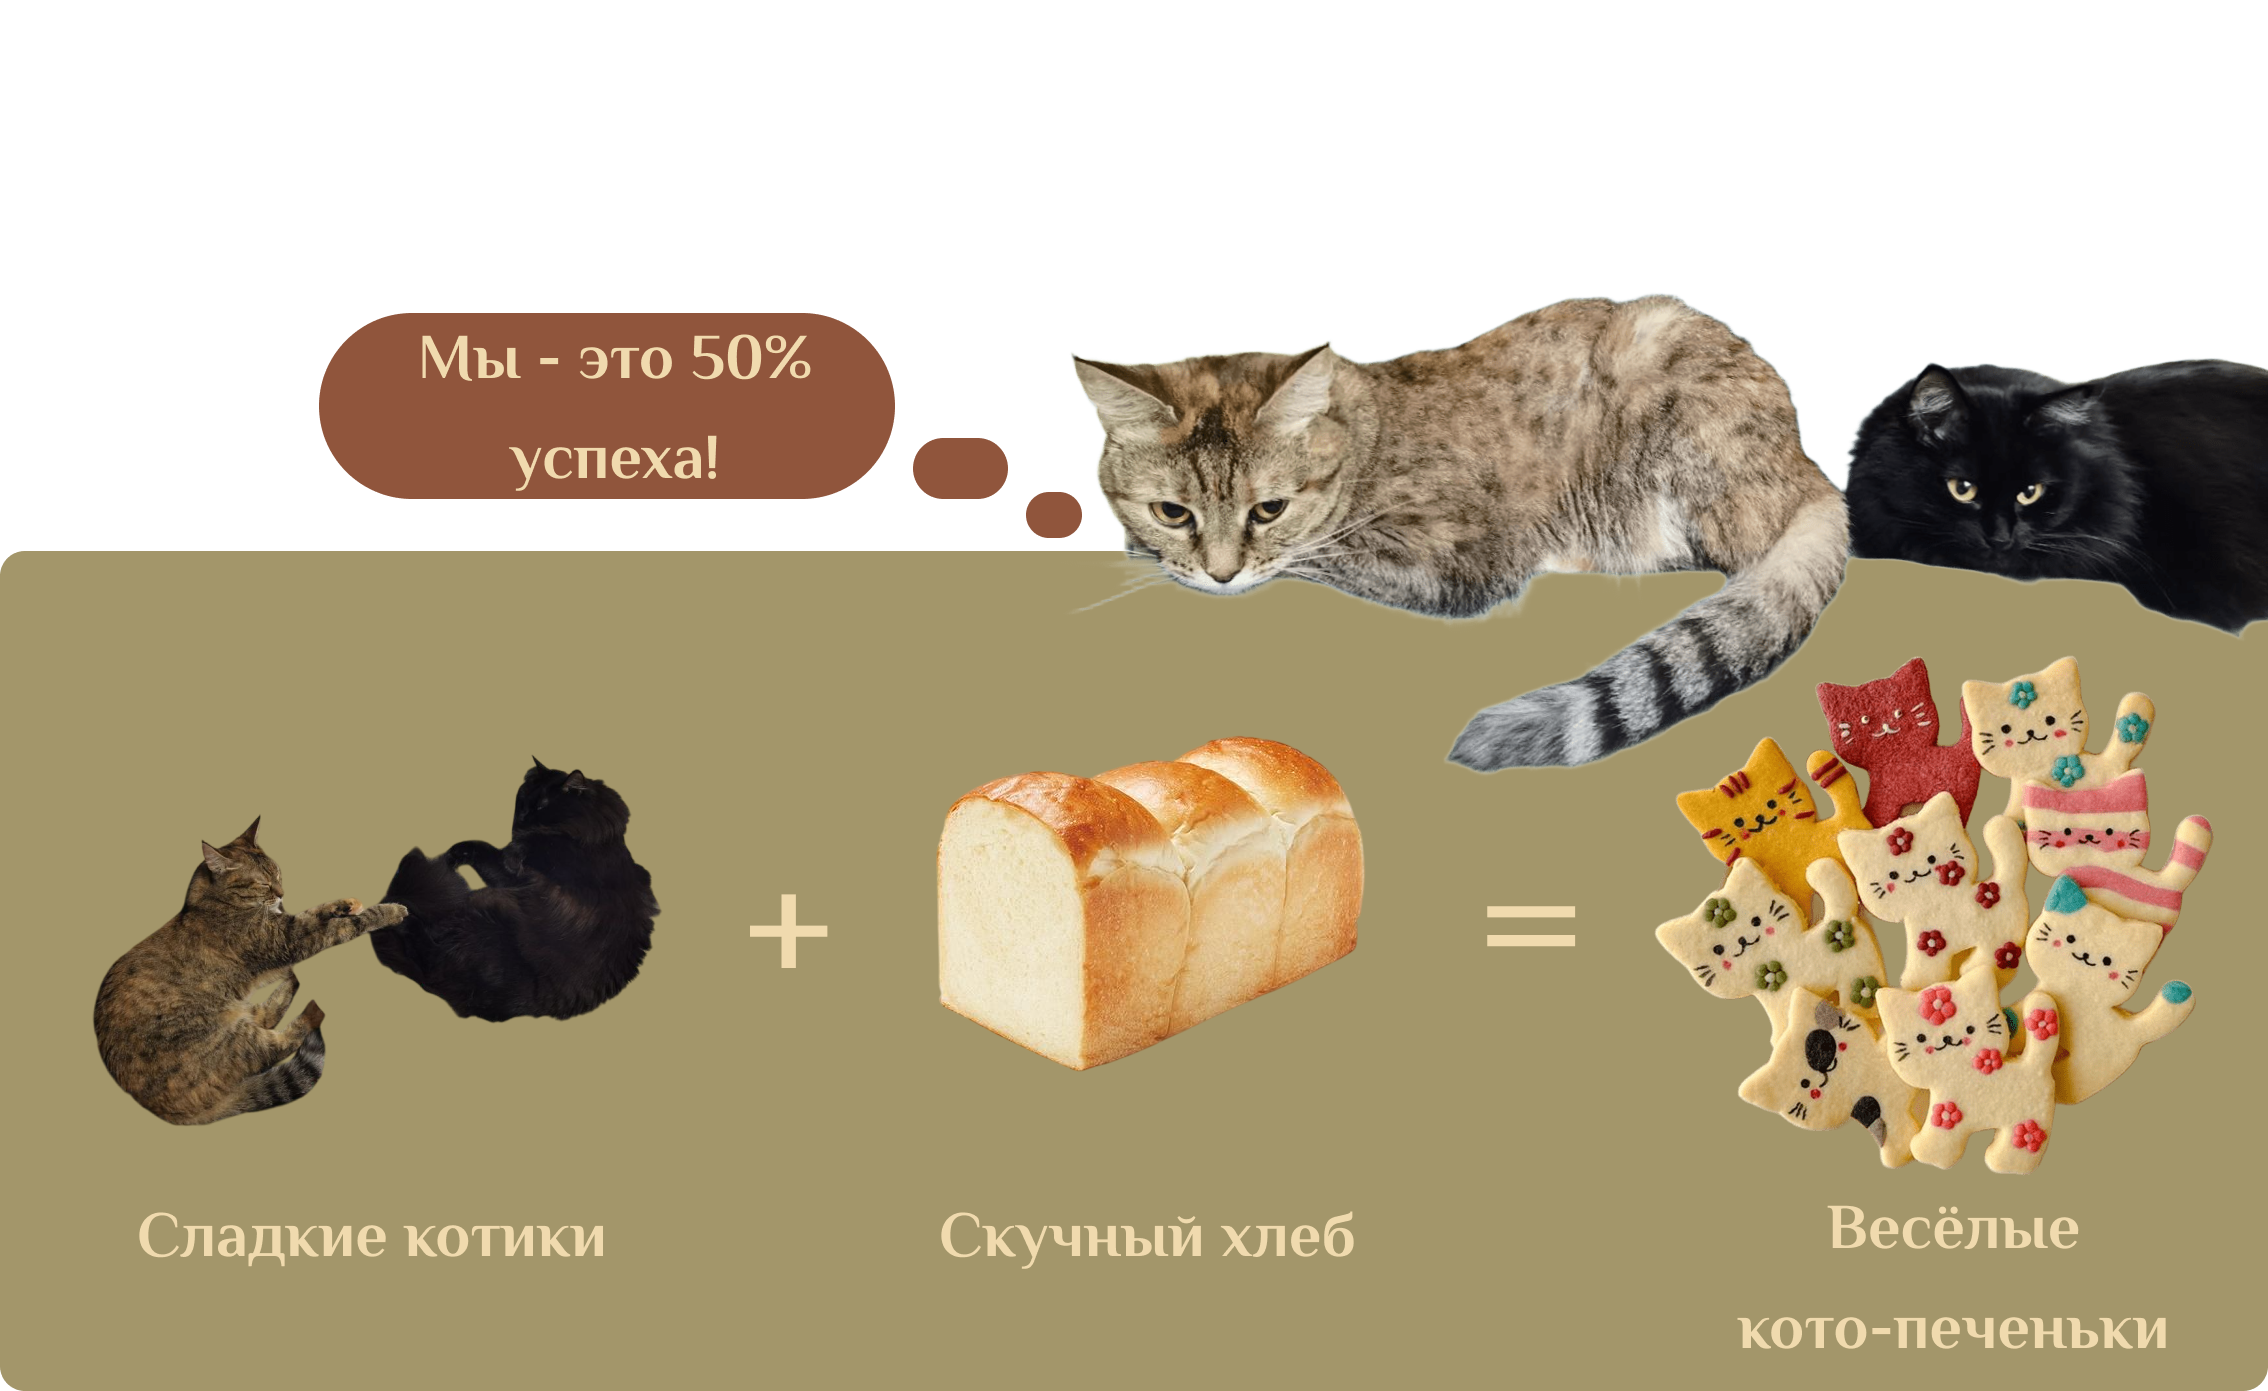 Мы - это 50%
успеха!
+
=
Сладкие котики
Скучный хлеб
Весёлые
кото-печеньки